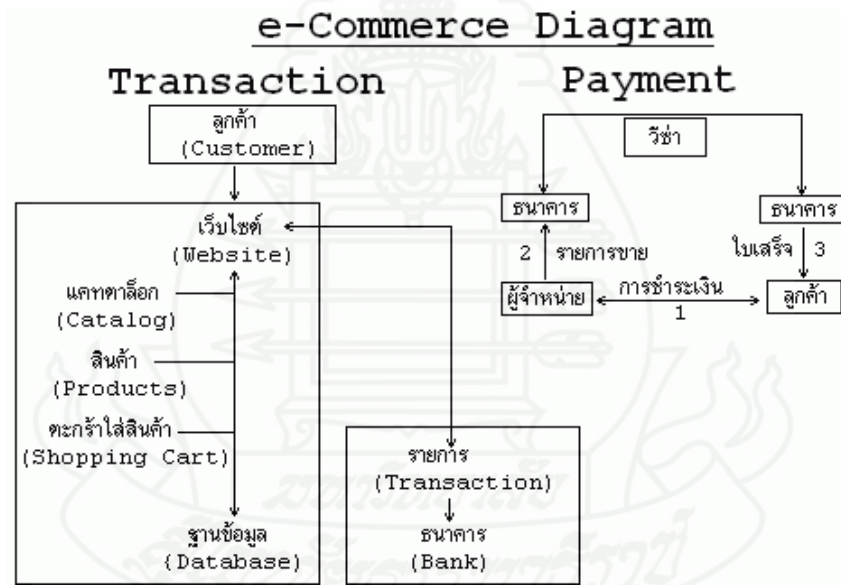 e-Commerce Diagram
Transaction
Payment
ลูกค้า
(Customer)
เว็บไซต์
(Website)
แคทตาล็อก
(Catalog)
สินค้า
(Products)
ตะกร้าใส่สินค้า
(Shopping Cart)
ฐานข้อมูล
(Database)
รายการ
(Transaction)
ธนาคาร
(Bank)
วีซ่า
ธนาคาร
ธนาคาร
2 รายการขาย
ใบเสร็จ 3
ผู้จำหน่าย
การชำระเงิน
1
ลูกค้า